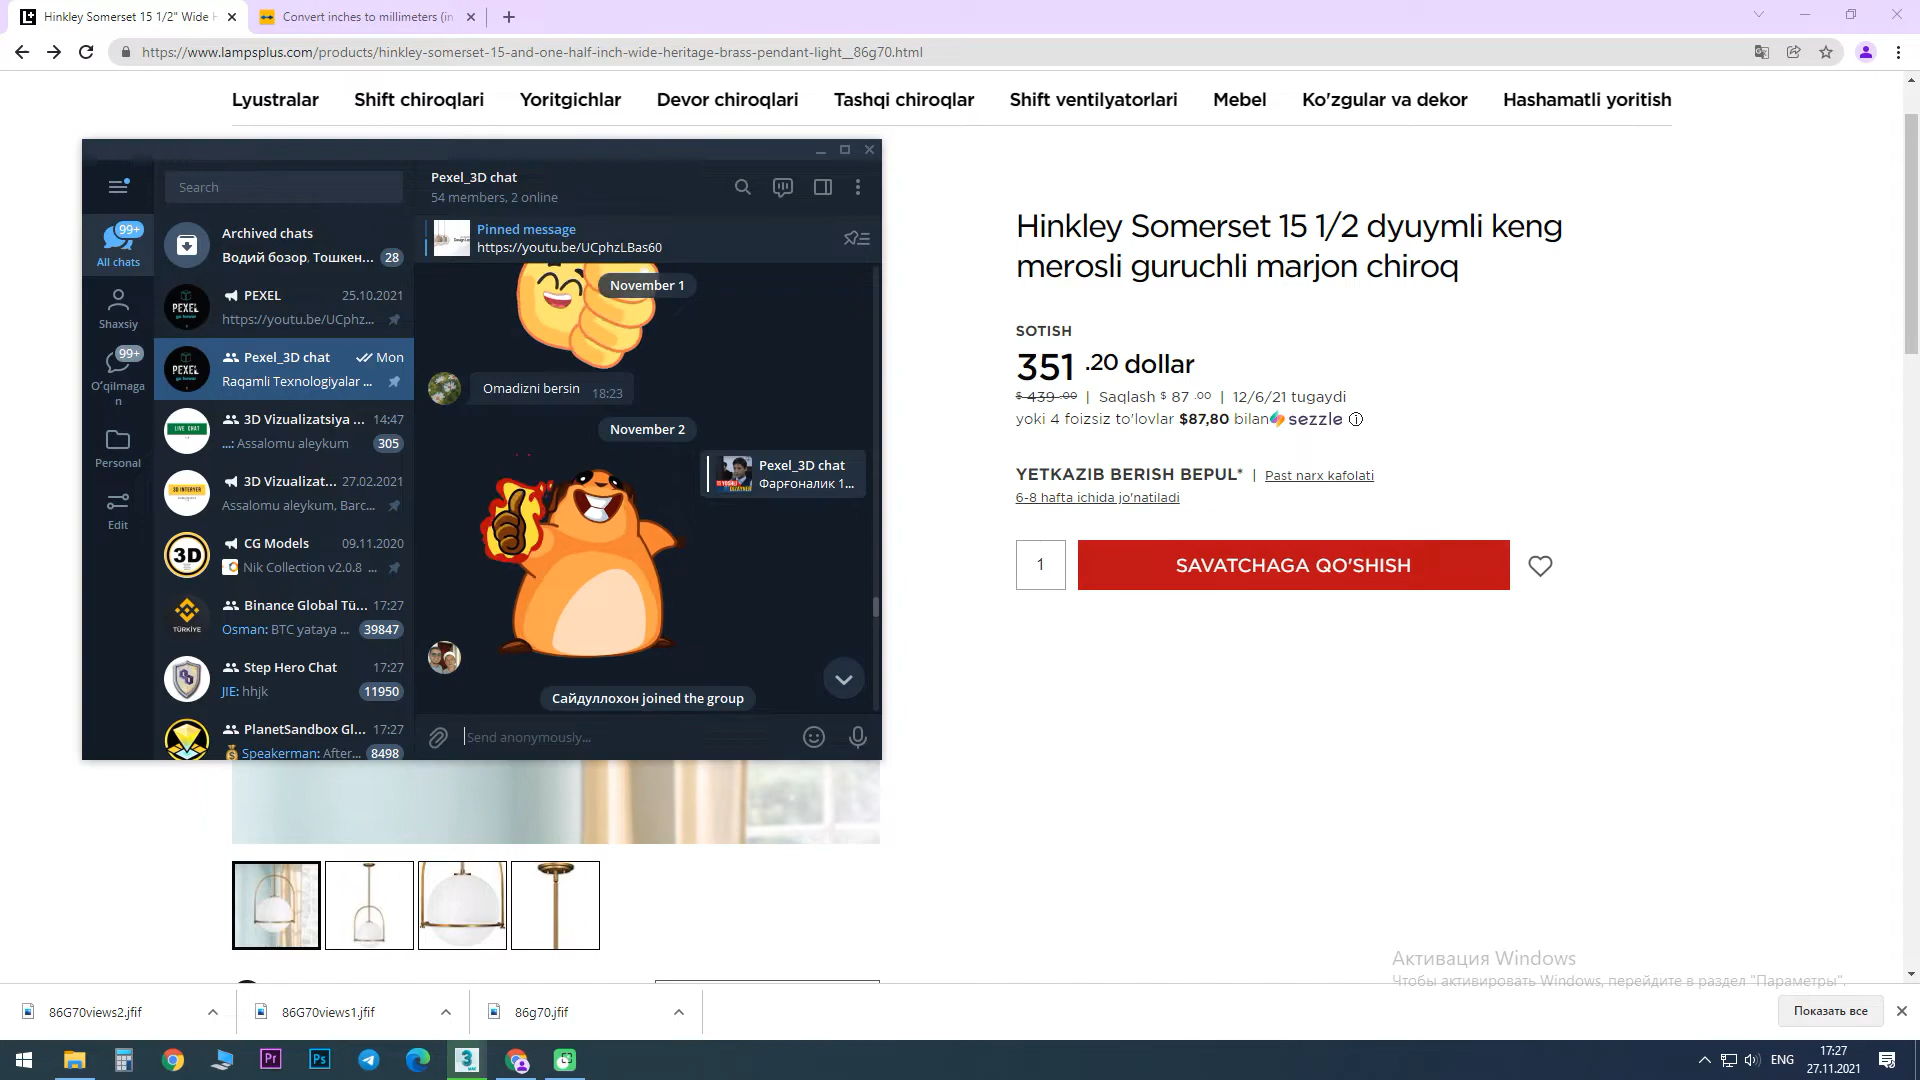 Hinkley Somerset 15 1/2" Wide H
Convert inches to millimeters (in
https://www.lampsplus.com/products/hinkley-somerset-15-and-one-half-inch-wide-heritage-brass-pendant-light__86g70.html
Lyustralar Shift chiroqlari Yoritgichlar Devor chiroqlari Tashqi chiroqlar Shift ventilyatorlari Mebel Ko'zgular va dekor Hashamatli yoritish
Search
99+
All chats
Shaxsiy
99+
O'qilmaga
n
Personal
Edit
Archived chats
Водий бозор, Тошкен... 28
PEXEL 25.10.2021
https://youtu.be/UCphz...
Pexel_3D chat Mon
Raqamli Texnologiyalar ...
3D Vizualizatsiya ... 14:47
...: Assalomu aleykum 305
3D Vizualizat... 27.02.2021
Assalomu aleykum, Barc...
CG Models 09.11.2020
Nik Collection v2.0.8 ...
Binance Global Tü... 17:27
Osman: BTC yataya ... 39847
Step Hero Chat 17:27
JIE: hhjk 11950
PlanetSandbox Gl... 17:27
Speakerman: After... 8498
Pexel_3D chat
54 members, 2 online
Pinned message
https://youtu.be/UCphzLBas60
November 1
Omadizni bersin 18:23
November 2
Pexel_3D chat
Фарғоналик 1...
Сайдуллохон joined the group
Send anonymously...
Hinkley Somerset 15 1/2 dyuymli keng
merosli guruchli marjon chiroq
SOTISH
351 .20 dollar
$ 439 .00 | Saqlash $ 87 .00 | 12/6/21 tugaydi
yoki 4 foizsiz to'lovlar $87,80 bilan sezzle
YETKAZIB BERISH BEPUL* | Past narx kafolati
6-8 hafta ichida jo'natiladi
1 SAVATCHAGA QO'SHISH
Активация Windows
Чтобы активировать Windows, перейдите в раздел "Параметры".
86G70views2.jfif 86G70views1.jfif 86g70.jfif Показать все
ENG 17:27
27.11.2021